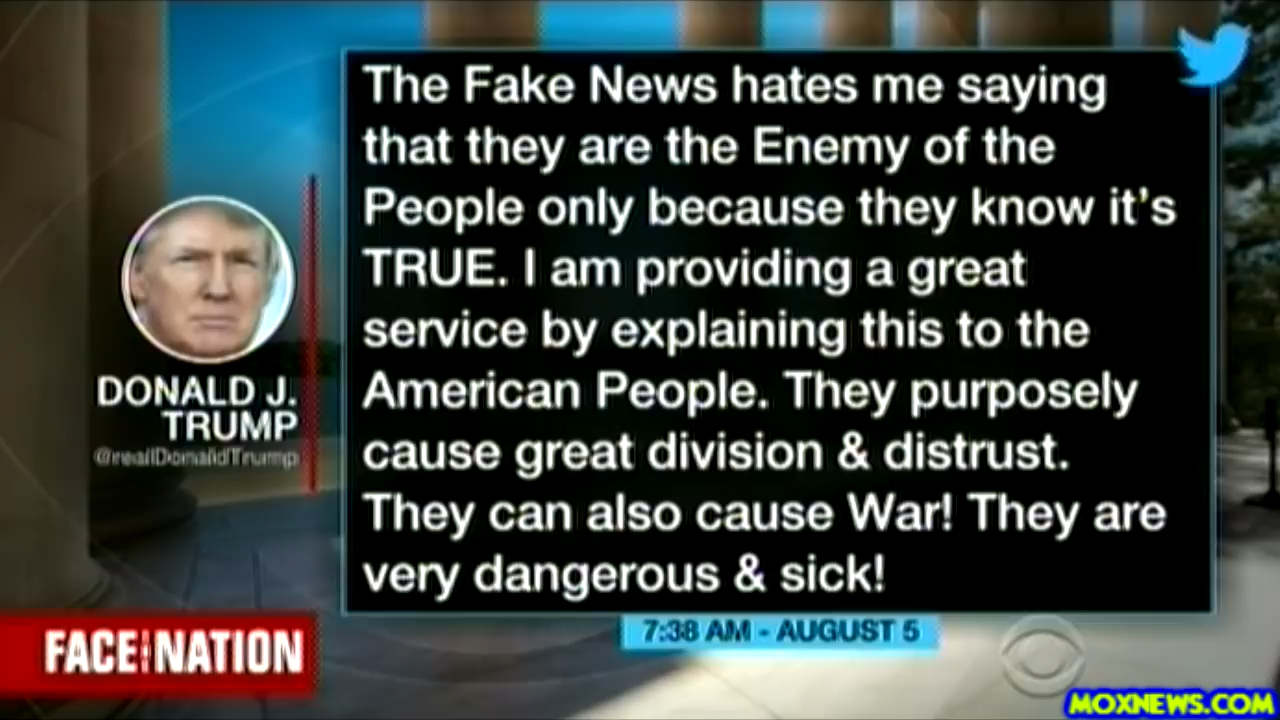 The Fake News hates me saying
that they are the Enemy of the
People only because they know it's
TRUE. I am providing a great
service by explaining this to the
American People. They purposely
cause great division & distrust.
They can also cause War! They are
very dangerous & sick!
DONALD J.
TRUMP
@realDonaldTrump
7:38 AM - AUGUST 5
FACE THE NATION
MOXNEWS.COM